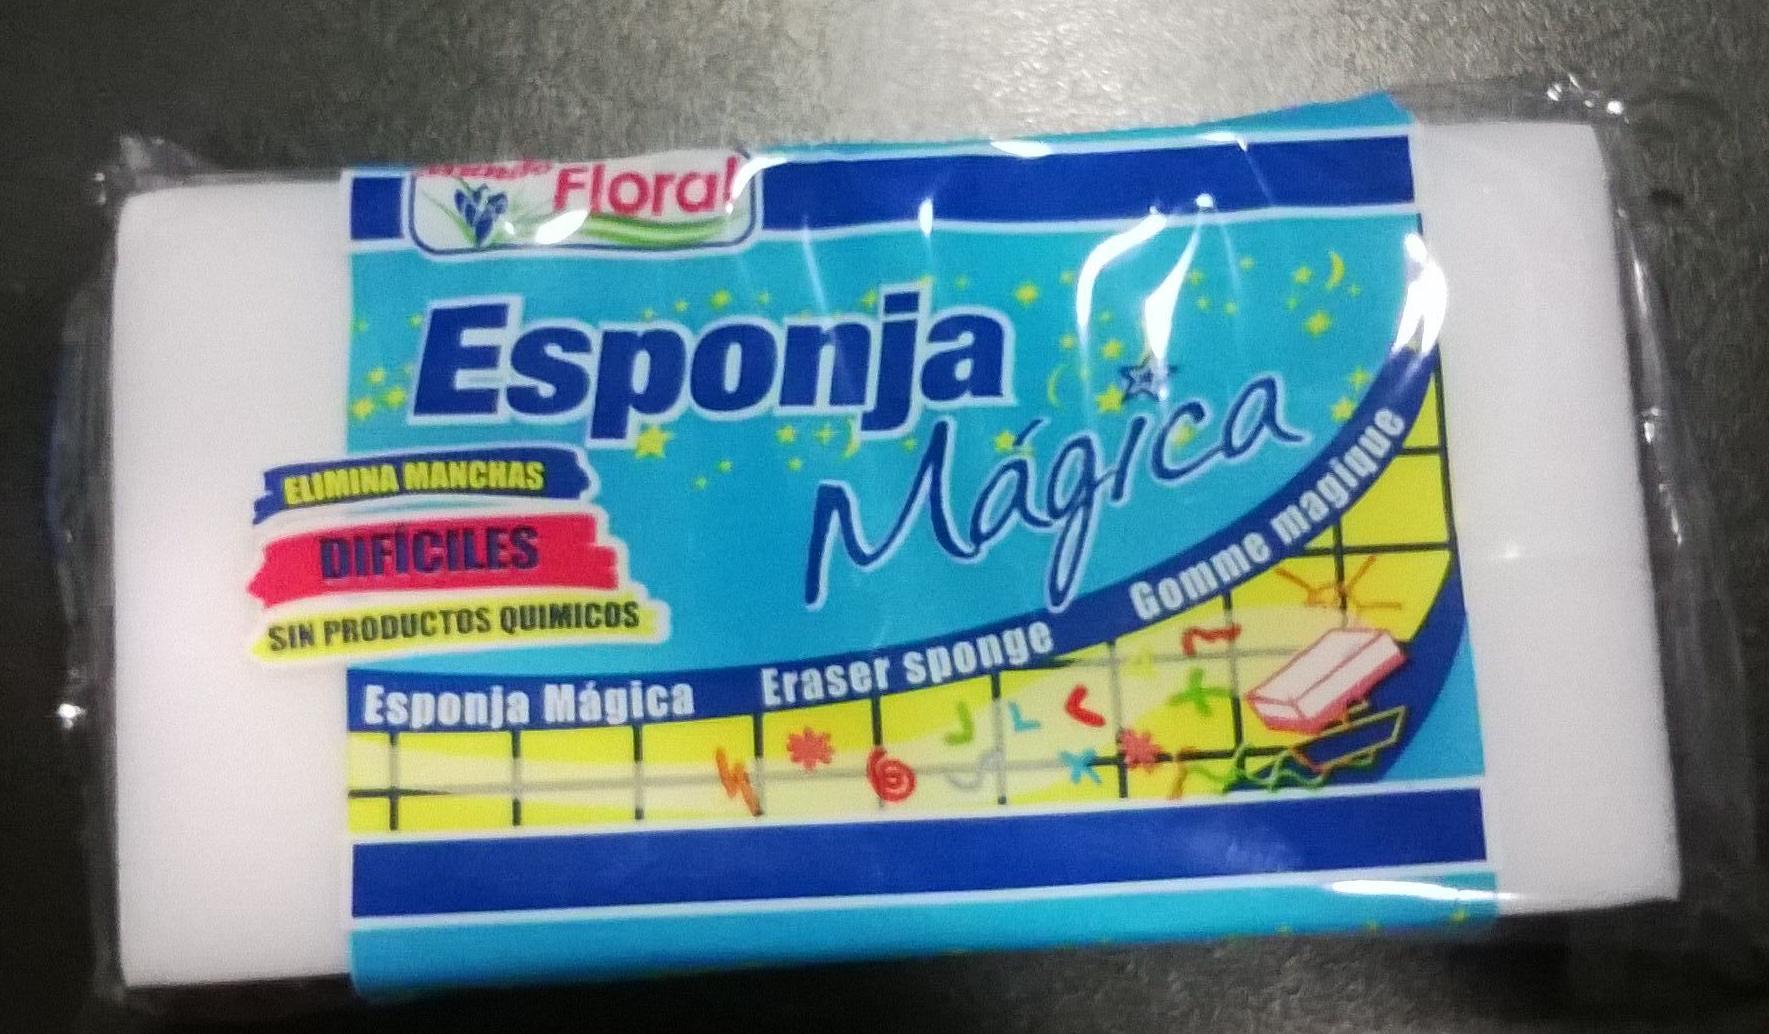 Floral
Esponja
Mágica
ELIMINA MANCHAS
DIFÍCILES
SIN PRODUCTOS QUIMICOS
Esponja Mágica Eraser sponge Gomme magique